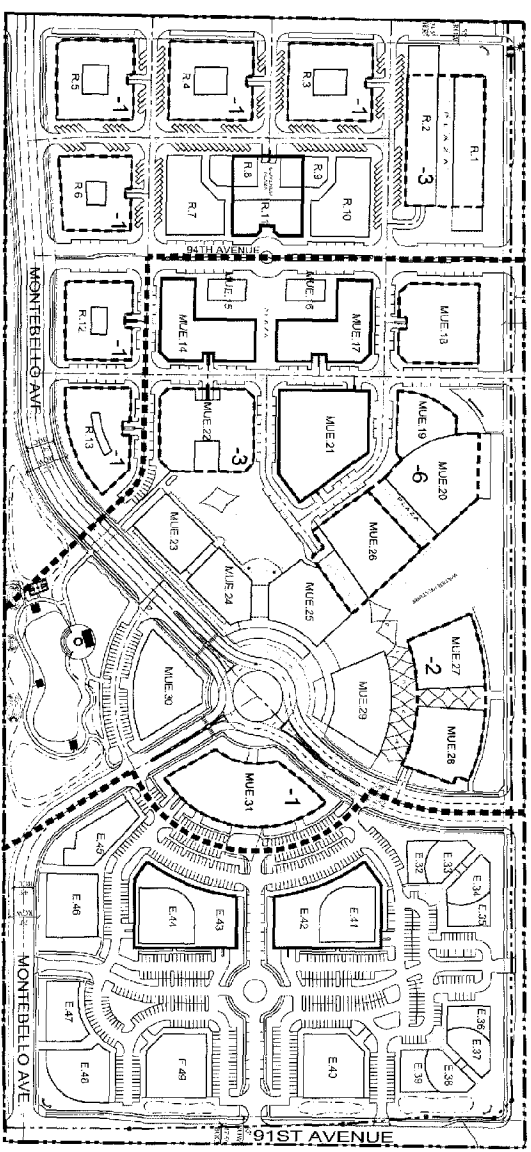 R.5
-1
R.4
-1
R.3
-1
R.2
-3
PLAZA
R.1
R.6
-1
R.7
R.8
R.11
R.9
R.10
94TH AVENUE
MONTEBELLO AVE
R.12
-1
MUE.14
MUE.15
PLAZA
MUE.16
MUE.17
MUE.18
R.13
-1
MUE.22
-3
MUE.21
MUE.19
MUE.20
-6
PLAZA
MUE.26
MUE.23
MUE.24
MUE.25
MUE.27
-2
MUE.28
MUE.29
MUE.30
MUE.31
-1
E.45
E.46
E.44
E.43
E.42
E.41
E.32
E.33
E.34
E.35
E.36
E.37
E.38
E.39
E.47
E.48
E.49
E.40
MONTEBELLO AVE
91ST AVENUE